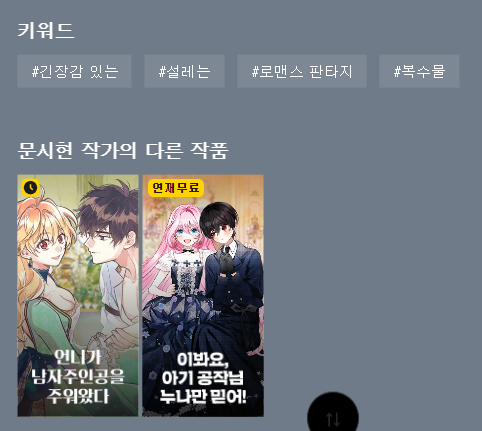 키워드
#긴장감 있는 #설레는 #로맨스 판타지 #복수물
문시현 작가의 다른 작품
언니가
남자주인공을
주워왔다
연재무료
이봐요,
아기 공작님
누나만 믿어!